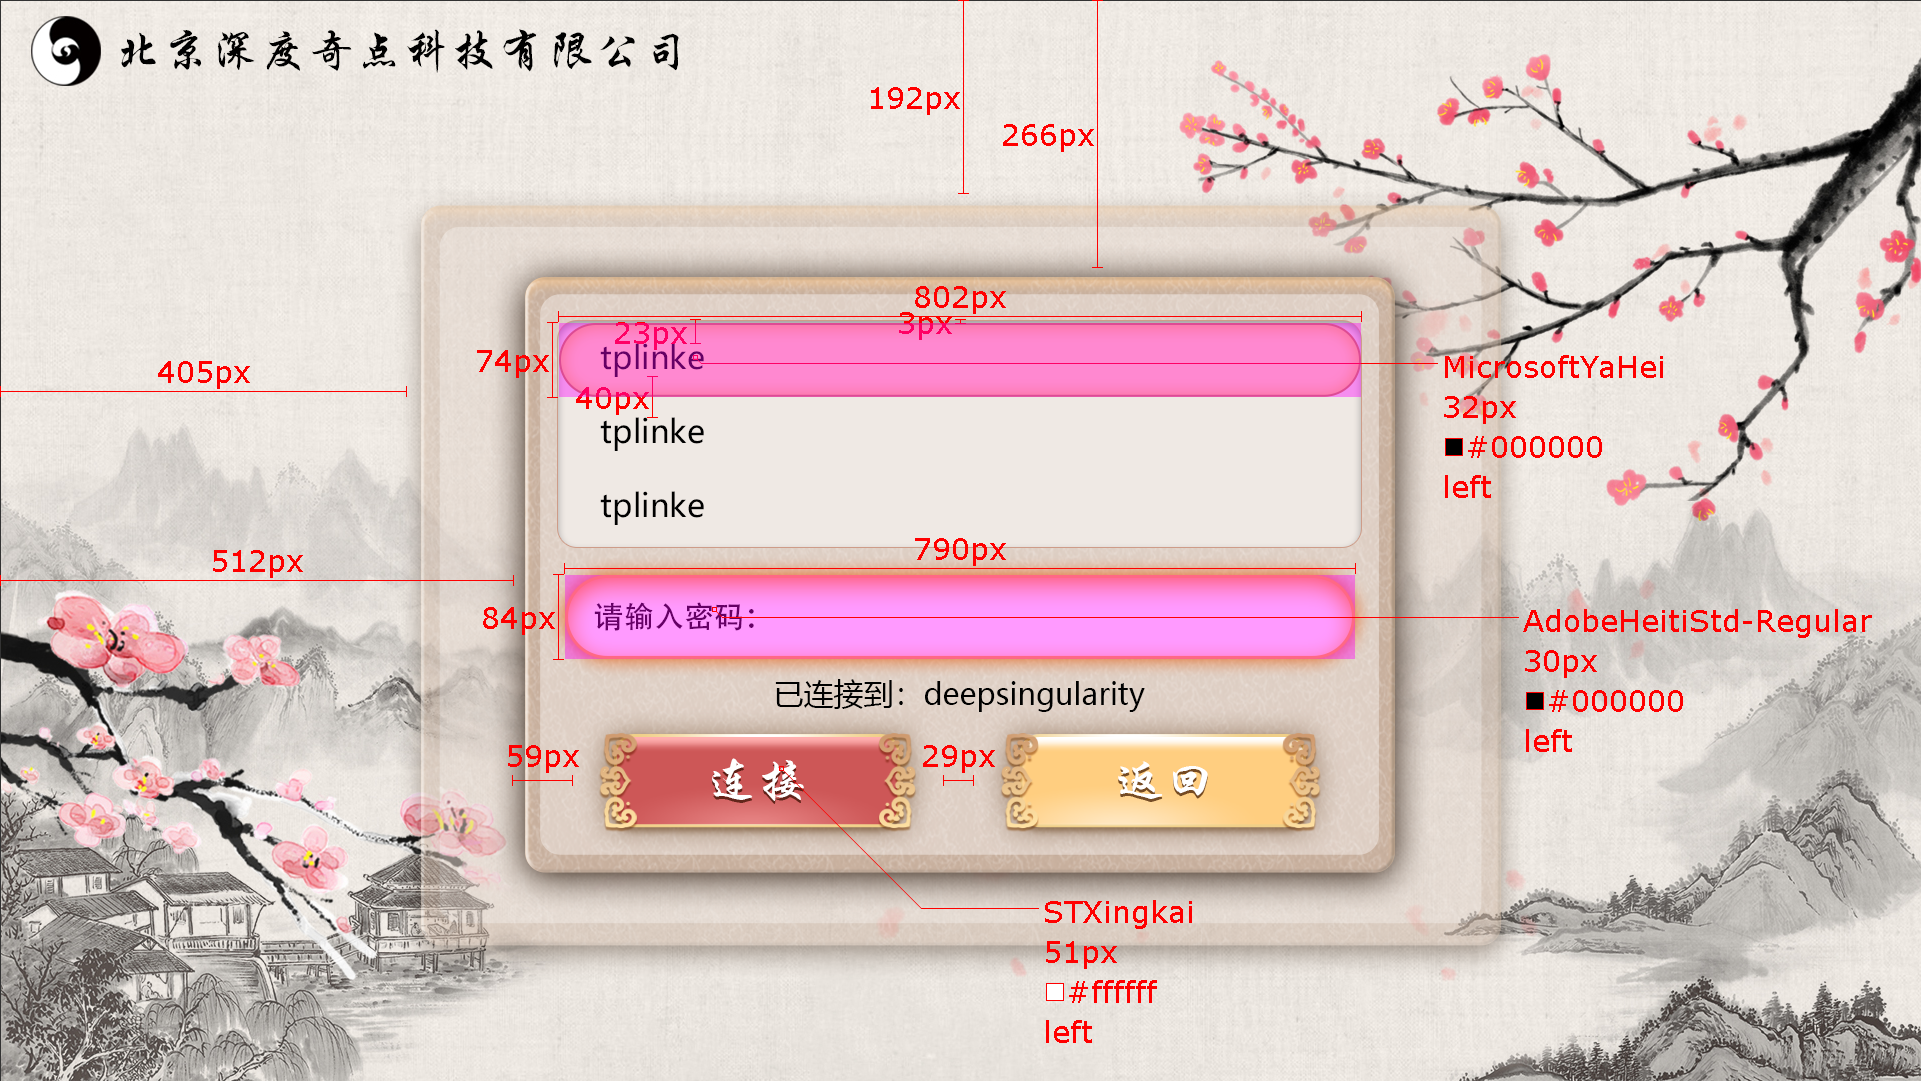 北京深度奇点科技有限公司
192px
266px
802px
3px
23px
tplinke
74px
MicrosoftYaHei
405px
40px
32px
tplinke
#000000
left
tplinke
790px
512px
84px
请输入密码：
AdobeHeitiStd-Regular
30px
已连接到：deepsingularity
#000000
left
59px
29px
连接
返回
STXingkai
51px
#ffffff
left